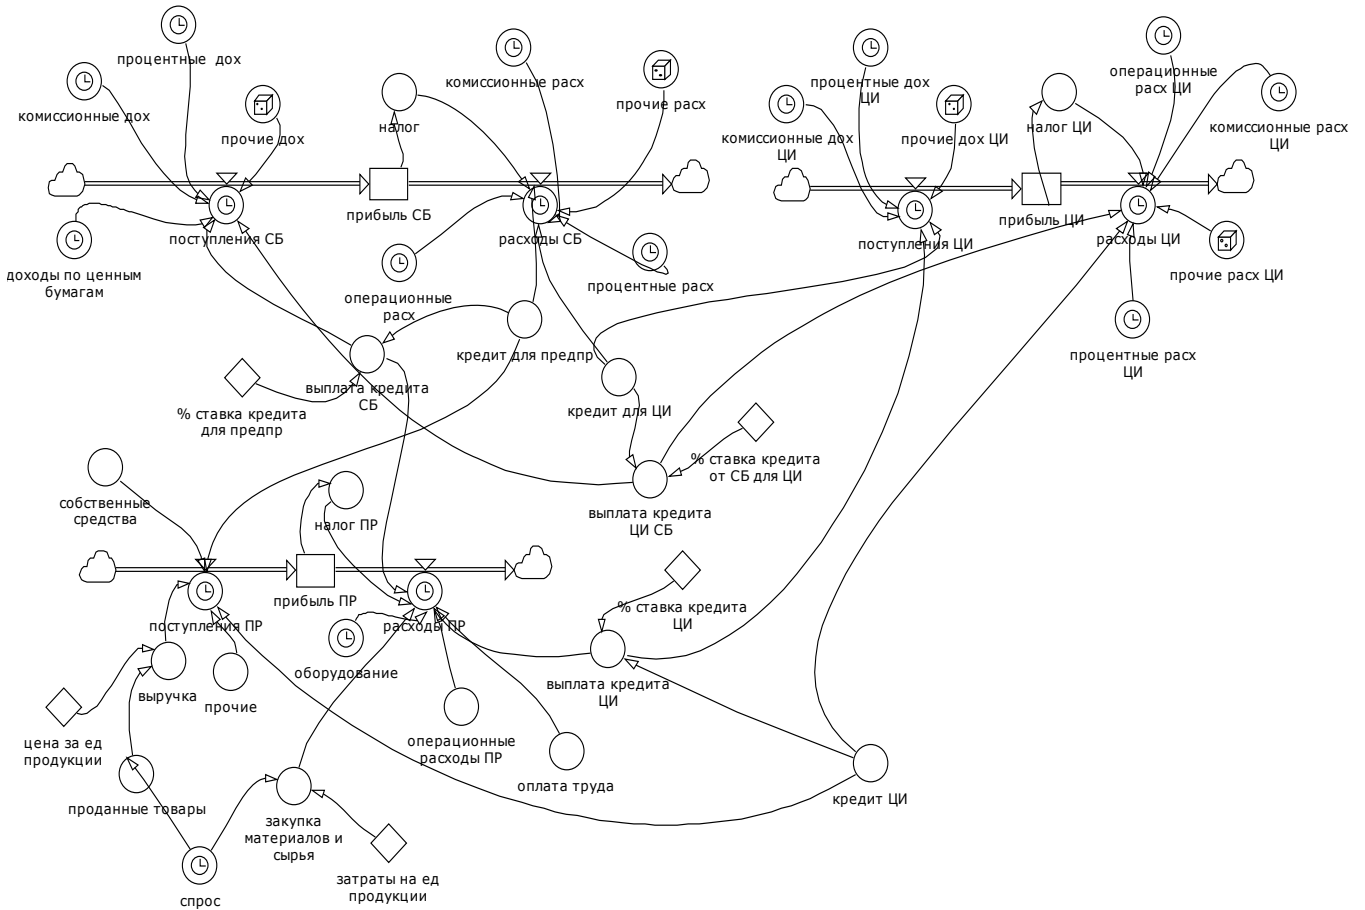 процентные дох
комиссионные дох
прочие дох
налог
комиссионные расх
прочие расх
прибыль СБ
поступления СБ
расходы СБ
доходы по ценным
бумагам
операционные
расх
процентные расх
процентные дох
ЦИ
комиссионные дох
ЦИ
прочие дох ЦИ
налог ЦИ
операционные
расх ЦИ
комиссионные расх
ЦИ
прибыль ЦИ
поступления ЦИ
расходы ЦИ
прочие расх ЦИ
процентные расх
ЦИ
кредит для предпр
выплата кредита
СБ
% ставка кредита
для предпр
кредит для ЦИ
% ставка кредита
от СБ для ЦИ
выплата кредита
ЦИ СБ
собственные
средства
налог ПР
прибыль ПР
поступления ПР
расходы ПР
% ставка кредита
ЦИ
оборудование
выплата кредита
ЦИ
выручка
прочие
цена за ед
продукции
операционные
расходы ПР
оплата труда
проданные товары
кредит ЦИ
закупка
материалов и
сырья
затраты на ед
продукции
спрос